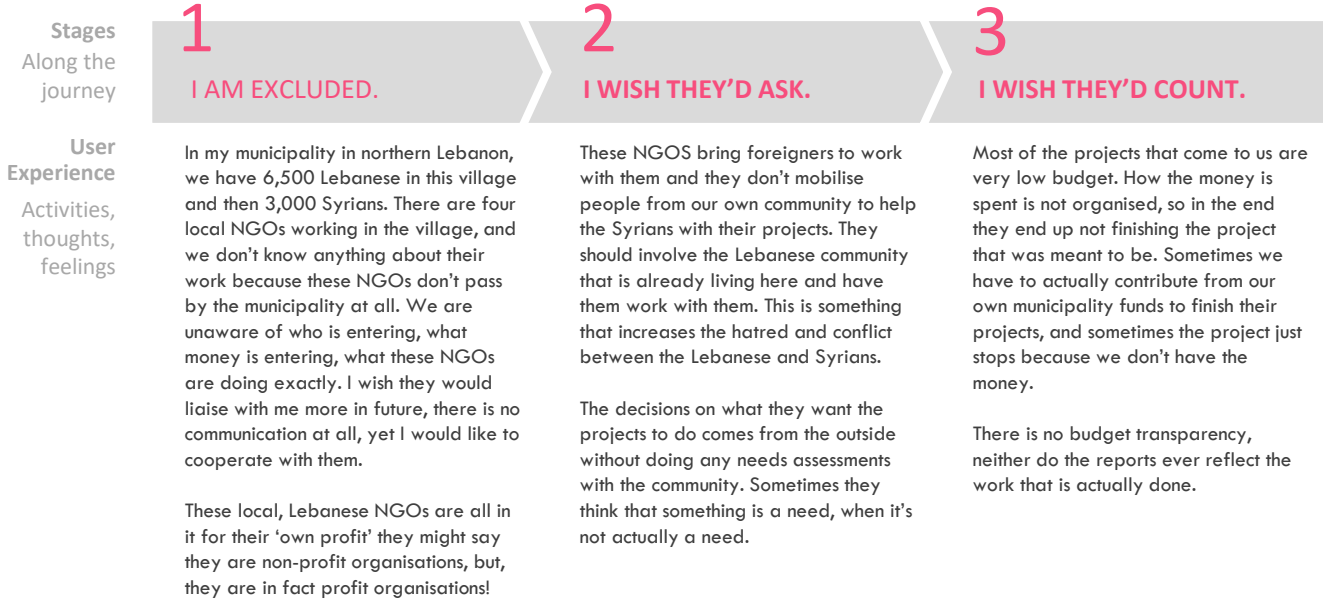 Stages
Along the
journey
1
I AM EXCLUDED.
2
I WISH THEY'D ASK.
3
I WISH THEY'D COUNT.
User
Experience
Activities,
thoughts,
feelings
In my municipality in northern Lebanon,
we have 6,500 Lebanese in this village
and then 3,000 Syrians. There are four
local NGOs working in the village, and
we don't know anything about their
work because these NGOs don't pass
by the municipality at all. We are
unaware of who is entering, what
money is entering, what these NGOs
are doing exactly. I wish they would
liaise with me more in future, there is no
communication at all, yet I would like to
cooperate with them.
These local, Lebanese NGOs are all in
it for their 'own profit' they might say
they are non-profit organisations, but,
they are in fact profit organisations!
These NGOS bring foreigners to work
with them and they don't mobilise
people from our own community to help
the Syrians with their projects. They
should involve the Lebanese community
that is already living here and have
them work with them. This is something
that increases the hatred and conflict
between the Lebanese and Syrians.
The decisions on what they want the
projects to do comes from the outside
without doing any needs assessments
with the community. Sometimes they
think that something is a need, when it's
not actually a need.
Most of the projects that come to us are
very low budget. How the money is
spent is not organised, so in the end
they end up not finishing the project
that was meant to be. Sometimes we
have to actually contribute from our
own municipality funds to finish their
projects, and sometimes the project just
stops because we don't have the
money.
There is no budget transparency,
neither do the reports ever reflect the
work that is actually done.